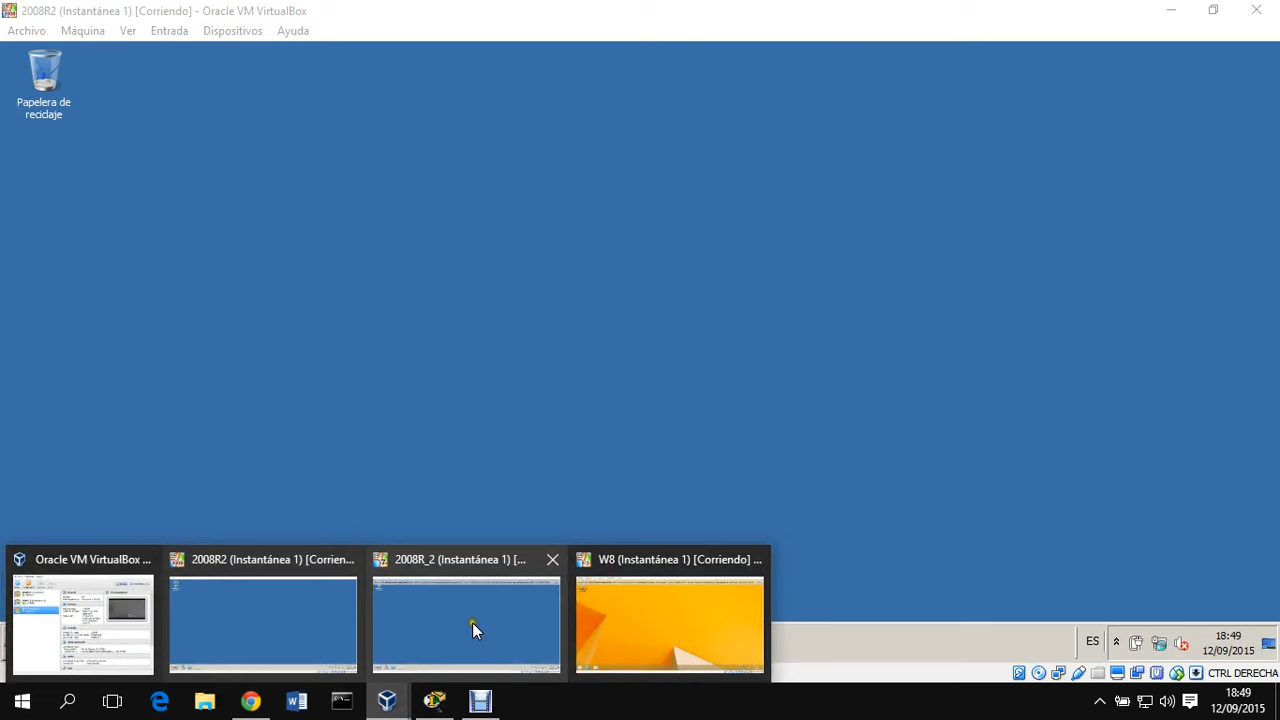 2008R2 (Instantánea 1) [Corriendo] - Oracle VM VirtualBox
Archivo Máquina Ver Entrada Dispositivos Ayuda
Papelera de
reciclaje
Oracle VM VirtualBox ...
2008R2 (Instantánea 1) [Corrien...
2008R_2 (Instantánea 1) [...
W8 (Instantánea 1) [Corriendo] ...
ES
18:49
12/09/2015
CTRL DERECHA
18:49
12/09/2015